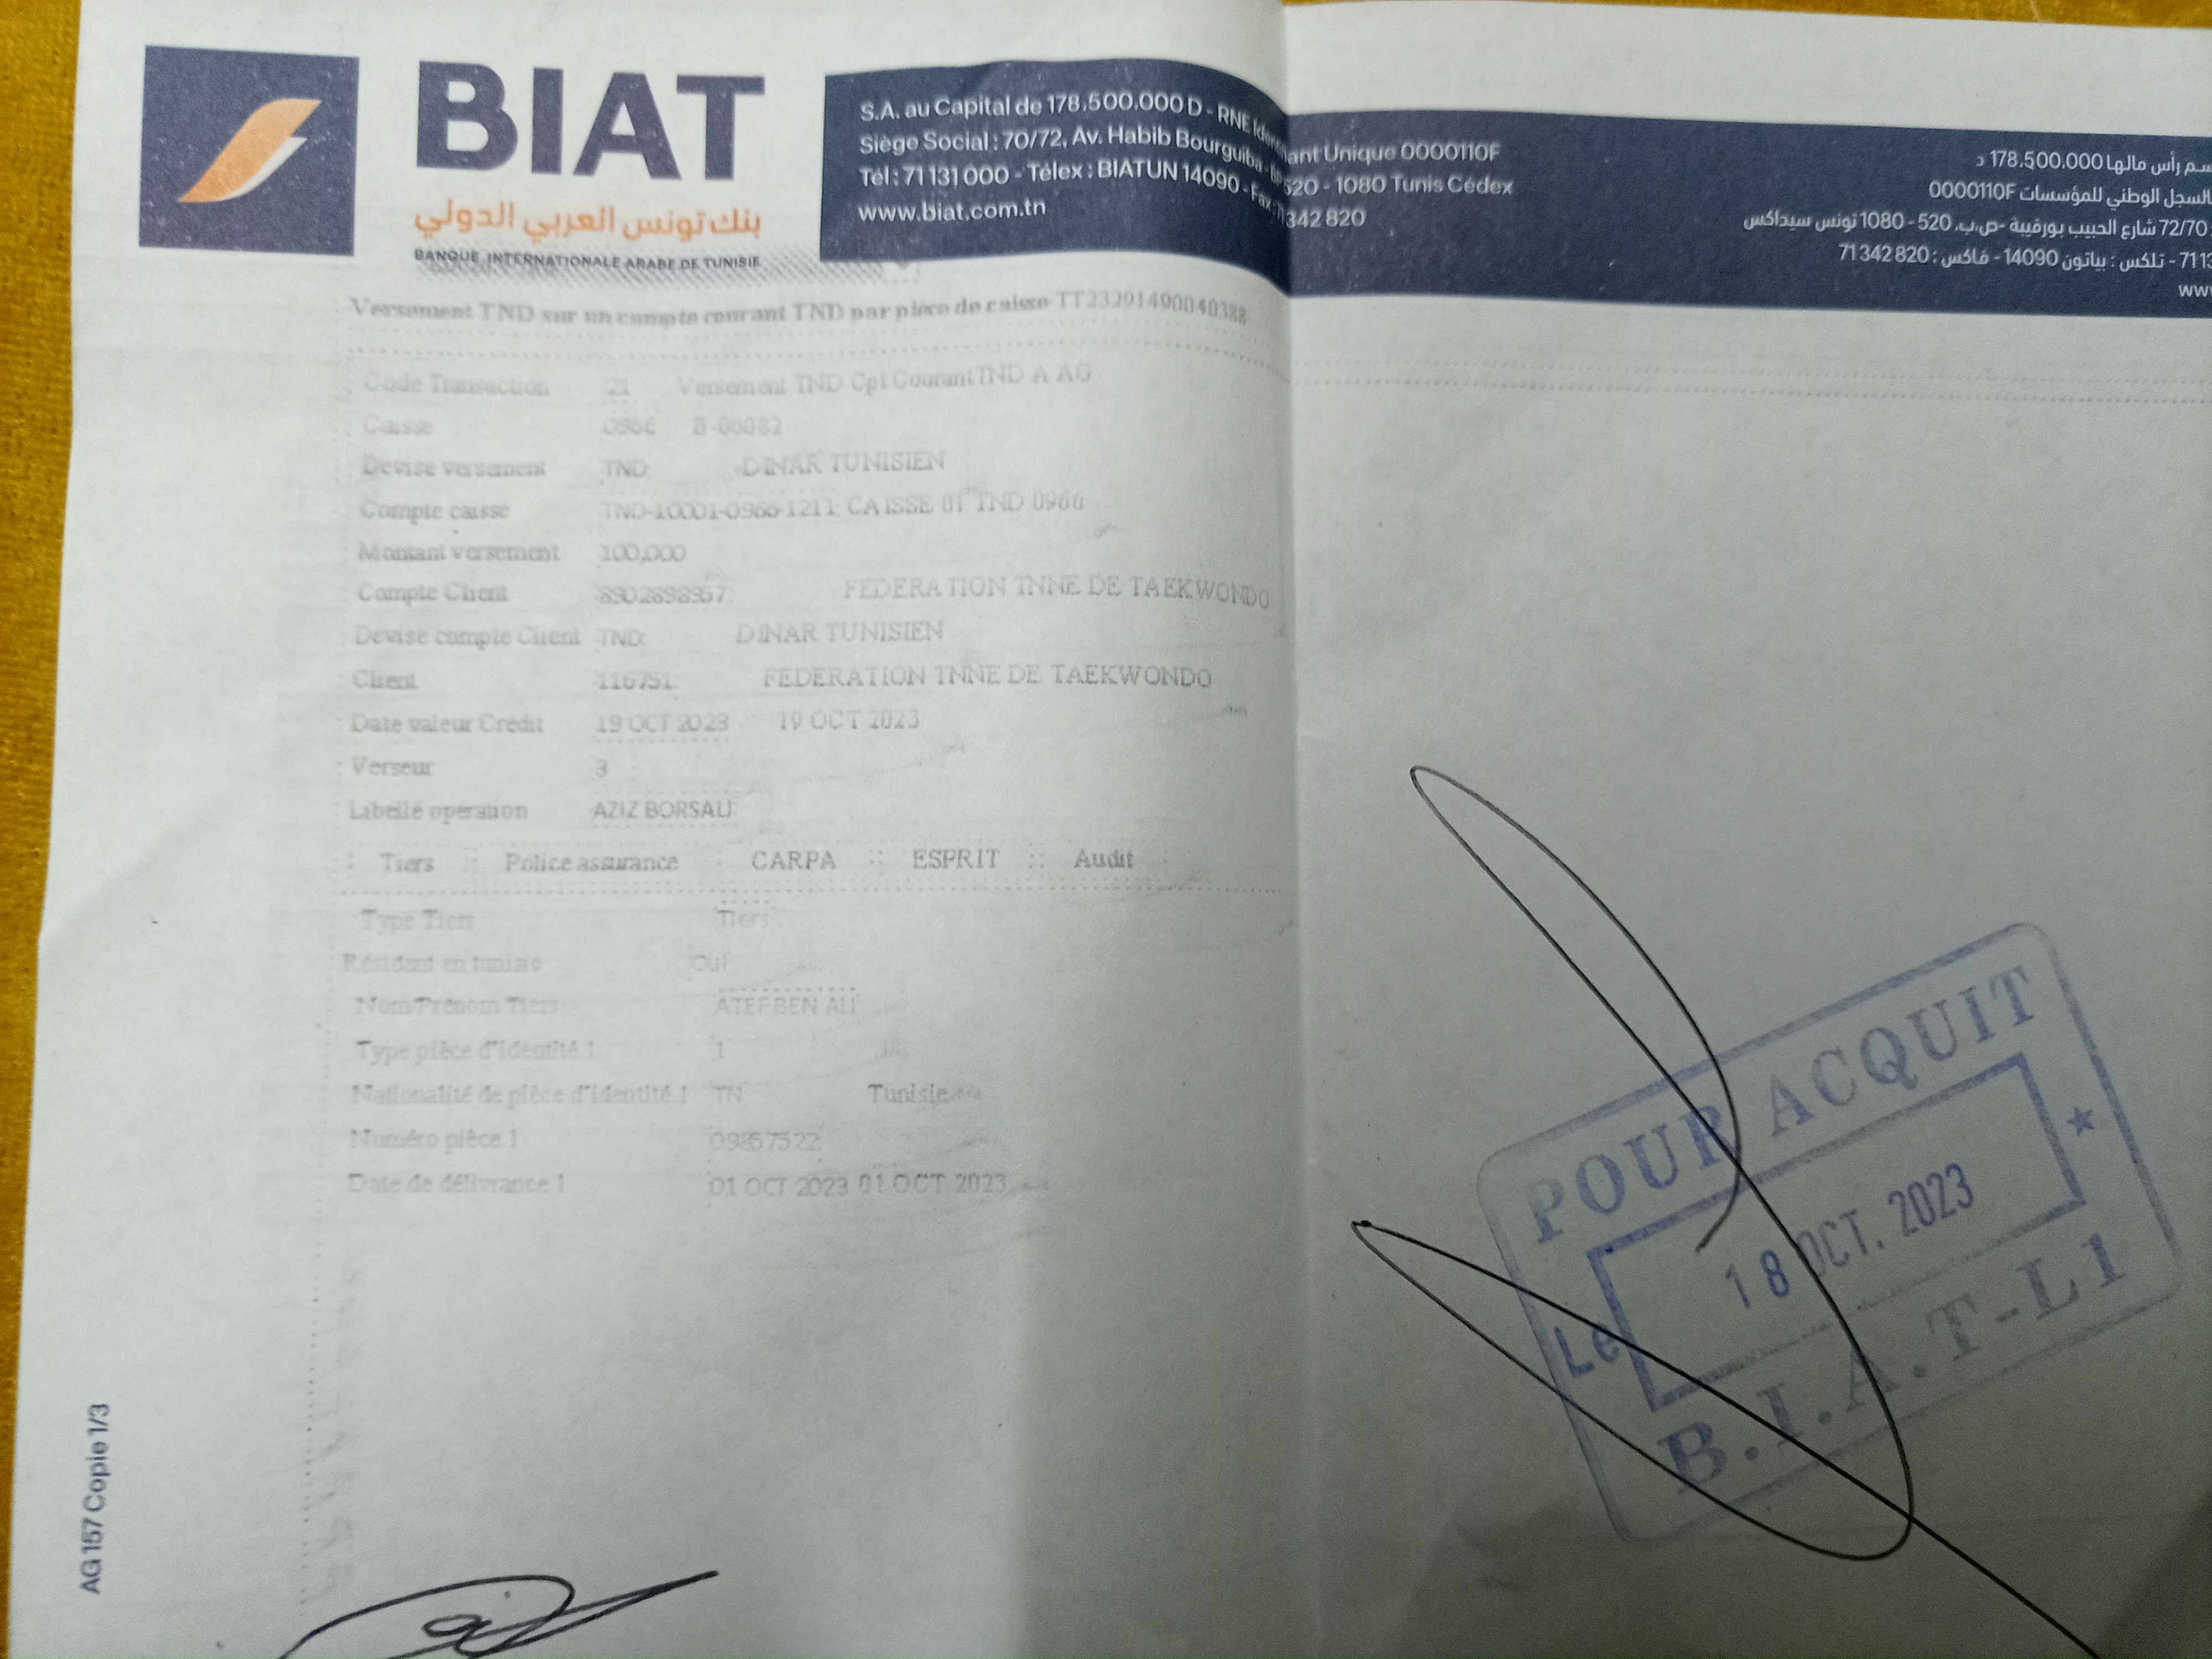 BIAT
بنك تونس العربي الدولي
BANQUE INTERNATIONALE ARABE DE TUNISIE
S.A. au Capital de 178.500.000 D - RNE Identifiant Unique 0000110F
Siège Social : 70/72, Av. Habib Bourguiba - BP 520 - 1080 Tunis Cédex
Tél : 71 131 000 - Télex : BIATUN 14090 - Fax : 71 342 820
www.biat.com.tn
رأس مالها 178.500.000 د
السجل الوطني للمؤسسات 0000110F
72/70 شارع الحبيب بورقيبة -ص.ب. 520 - 1080 تونس سيداكس
- تلكس : بياتون 14090 - فاكس : 71 342 820
Versement TND sur un compte courant TND par pièce de caisse TT23291490040388
Code Transaction 21 Versement TND Cpt Courant TND A AG
Caisse 0966 B-06082
Devise versement TND: DINAR TUNISIEN
Compte caisse TND-10001-0966-1211: CAISSE 01 TND 0966
Montant versement 100,000
Compte Client FEDERATION TNNE DE TAEKWONDO
Devise compte Client TND: DINAR TUNISIEN
Client 116751: FEDERATION TNNE DE TAEKWONDO
Date valeur Crédit 19 OCT 2023 19 OCT 2023
Verseur 3
Libellé opération AZIZ BORSALI
: Tiers :: Police assurance :: CARPA :: ESPRIT :: Audit
Type Tiers Tiers
Résident en tunisie Oui
Nom/Prénom Tiers ATEF BEN ALI
Type pièce d'identité 1 1
Nationalité de pièce d'identité 1 TN Tunisie
Numéro pièce 1
Date de délivrance 1 01 OCT 2023 01 OCT 2023
POUR ACQUIT
Le 18 OCT. 2023
B.I.A.T-L1
AG 157 Copie 1/3